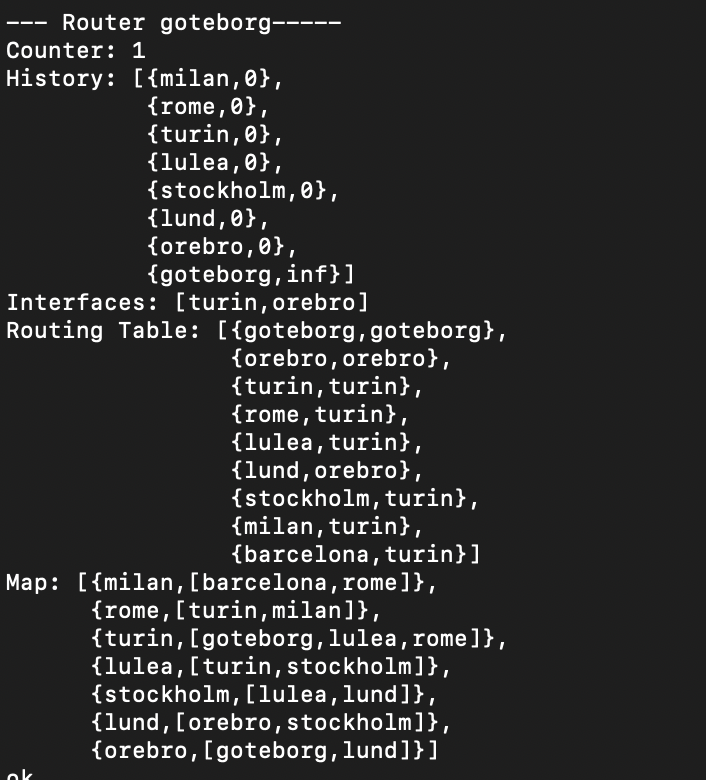 --- Router goteborg-----
Counter: 1
History: [{milan,0},
          {rome,0},
          {turin,0},
          {lulea,0},
          {stockholm,0},
          {lund,0},
          {orebro,0},
          {goteborg,inf}]
Interfaces: [turin,orebro]
Routing Table: [{goteborg,goteborg},
                {orebro,orebro},
                {turin,turin},
                {rome,turin},
                {lulea,turin},
                {lund,orebro},
                {stockholm,turin},
                {milan,turin},
                {barcelona,turin}]
Map: [{milan,[barcelona,rome]},
      {rome,[turin,milan]},
      {turin,[goteborg,lulea,rome]},
      {lulea,[turin,stockholm]},
      {stockholm,[lulea,lund]},
      {lund,[orebro,stockholm]},
      {orebro,[goteborg,lund]}]
ok